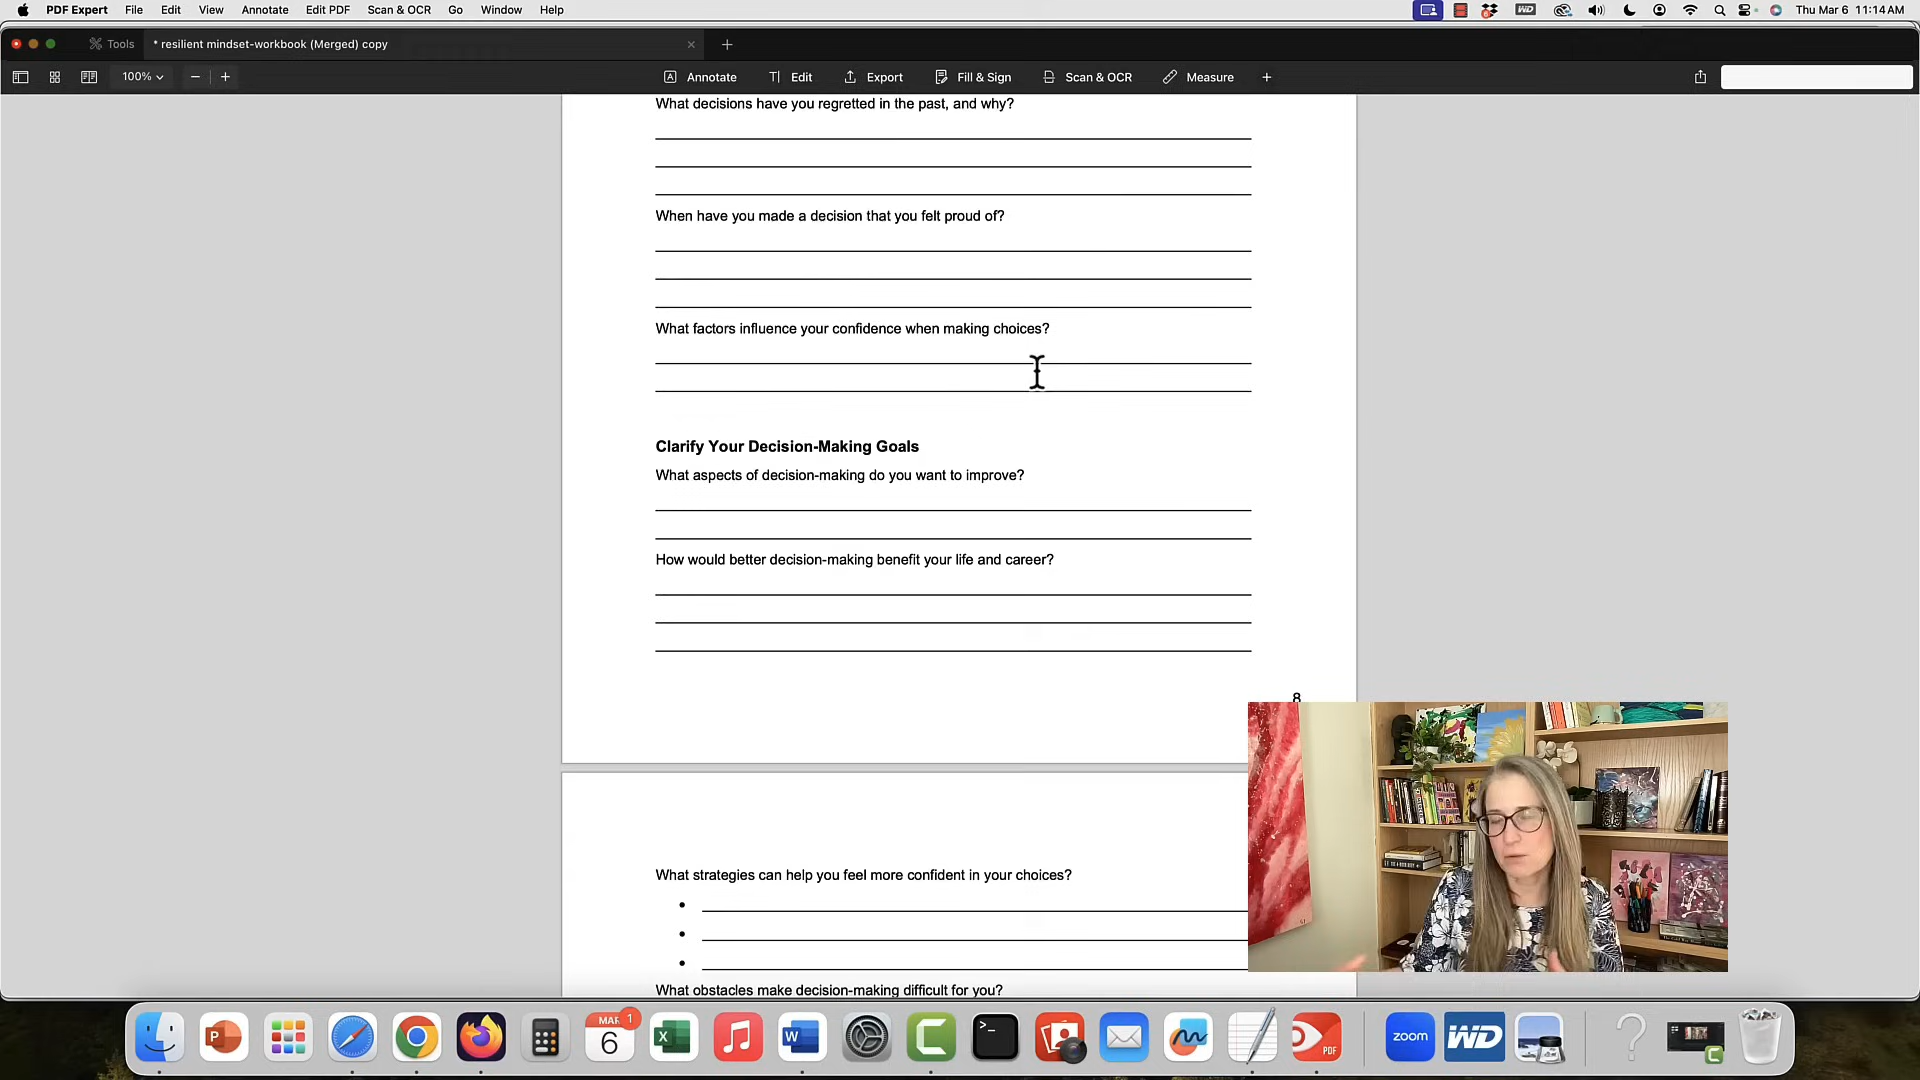 PDF Expert File Edit View Annotate Edit PDF Scan & OCR Go Window Help WD Thu Mar 6 11:14 AM
Tools * resilient mindset-workbook (Merged) copy
100% Annotate Edit Export Fill & Sign Scan & OCR Measure
What decisions have you regretted in the past, and why?
When have you made a decision that you felt proud of?
What factors influence your confidence when making choices?
Clarify Your Decision-Making Goals
What aspects of decision-making do you want to improve?
How would better decision-making benefit your life and career?
8
What strategies can help you feel more confident in your choices?
What obstacles make decision-making difficult for you?
MAR 1
6
zoom WD
PDF